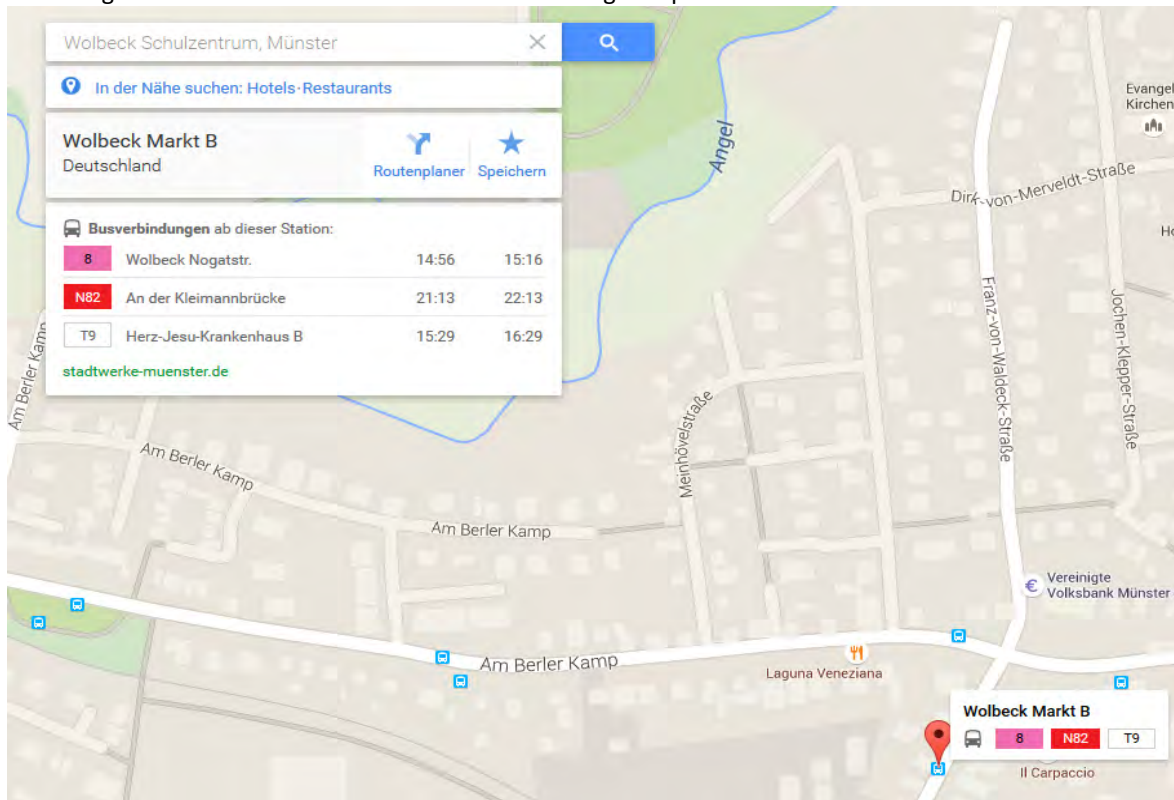 Wolbeck Schulzentrum, Münster
In der Nähe suchen: Hotels·Restaurants
Wolbeck Markt B
Deutschland
Routenplaner
Speichern
Busverbindungen ab dieser Station:
8 Wolbeck Nogatstr. 14:56 15:16
N82 An der Kleimannbrücke 21:13 22:13
T9 Herz-Jesu-Krankenhaus B 15:29 16:29
stadtwerke-muenster.de
Angel
Evangel
Kirchen
Dirk-von-Merveldt-Straße
Ho
Franz-von-Waldeck-Straße
Jochen-Klepper-Straße
Am Berler Kamp
Meinhövelstraße
Am Berler Kamp
Am Berler Kamp
Vereinigte
Volksbank Münster
Am Berler Kamp
Laguna Veneziana
Wolbeck Markt B
8 N82 T9
Il Carpaccio